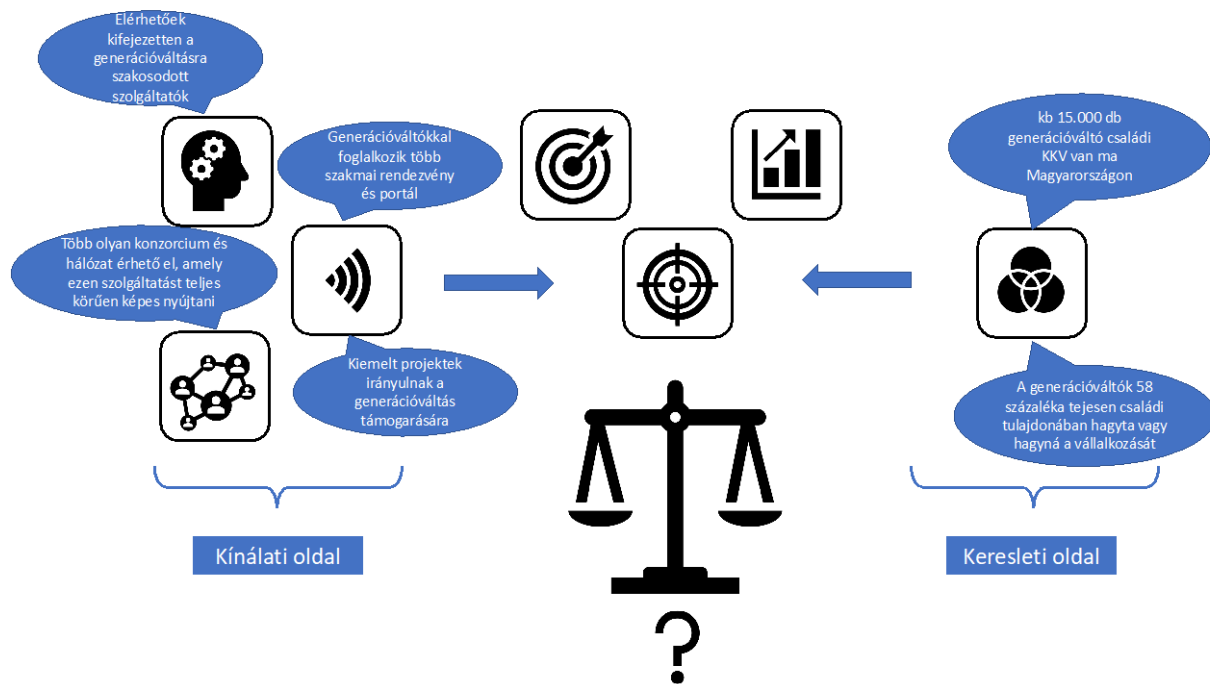 Elérhetőek
kifejezetten a
generációváltásra
szakosodott
szolgáltatók
Generációváltókkal
foglalkozik több
szakmai rendezvény
és portál
Több olyan konzorcium és
hálózat érhető el, amely
ezen szolgáltatást teljes
körűen képes nyújtani
Kiemelt projektek
irányulnak a
generációváltás
támogarására
Kínálati oldal
?
kb 15.000 db
generációváltó családi
KKV van ma
Magyarországon
A generációváltók 58
százaléka tejesen családi
tulajdonában hagyta vagy
hagyná a vállalkozását
Keresleti oldal